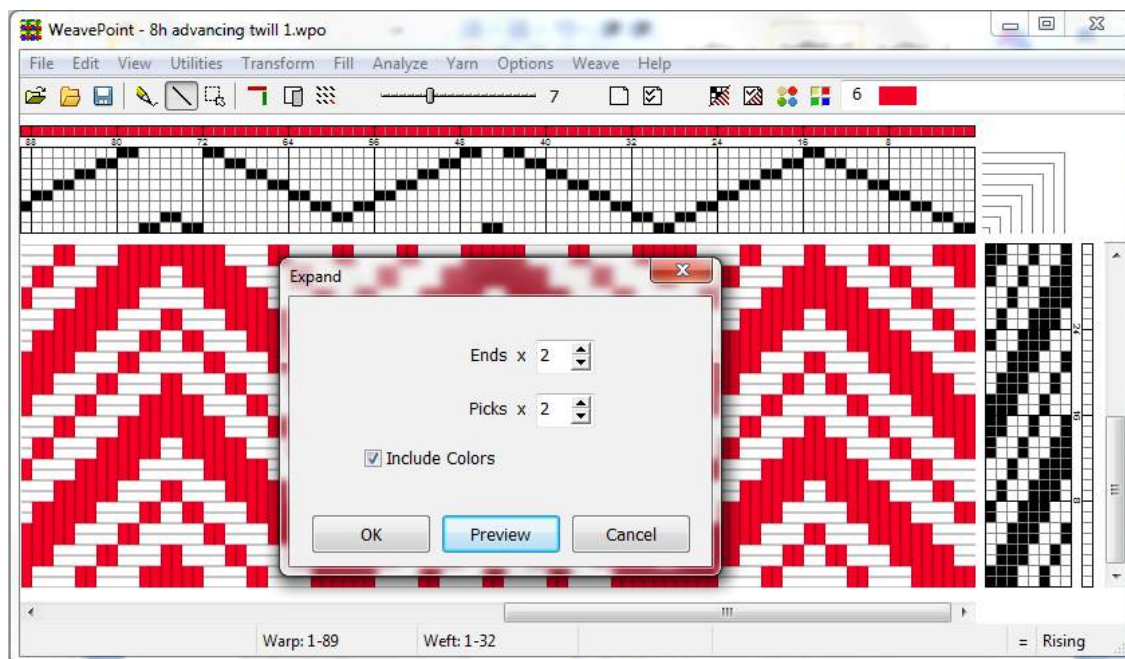 WeavePoint - 8h advancing twill 1.wpo
File Edit View Utilities Transform Fill Analyze Yarn Options Weave Help
7 6
88 80 72 64 56 48 40 32 24 16 8
Expand
Ends x 2
Picks x 2
Include Colors
OK Preview Cancel
24
16
8
Warp: 1-89 Weft: 1-32 = Rising